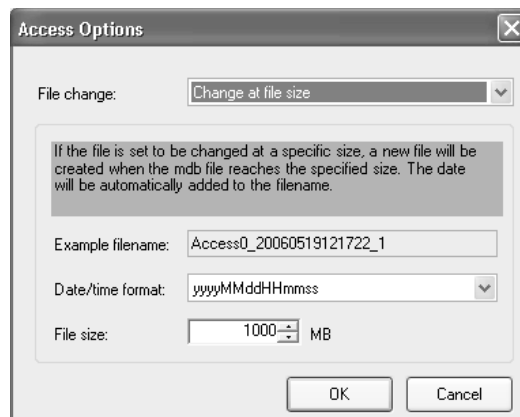 Access Options
File change: Change at file size
If the file is set to be changed at a specific size, a new file will be
created when the mdb file reaches the specified size. The date
will be automatically added to the filename.
Example filename: Access0_20060519121722_1
Date/time format: yyyyMMddHHmmss
File size: 1000 MB
OK Cancel